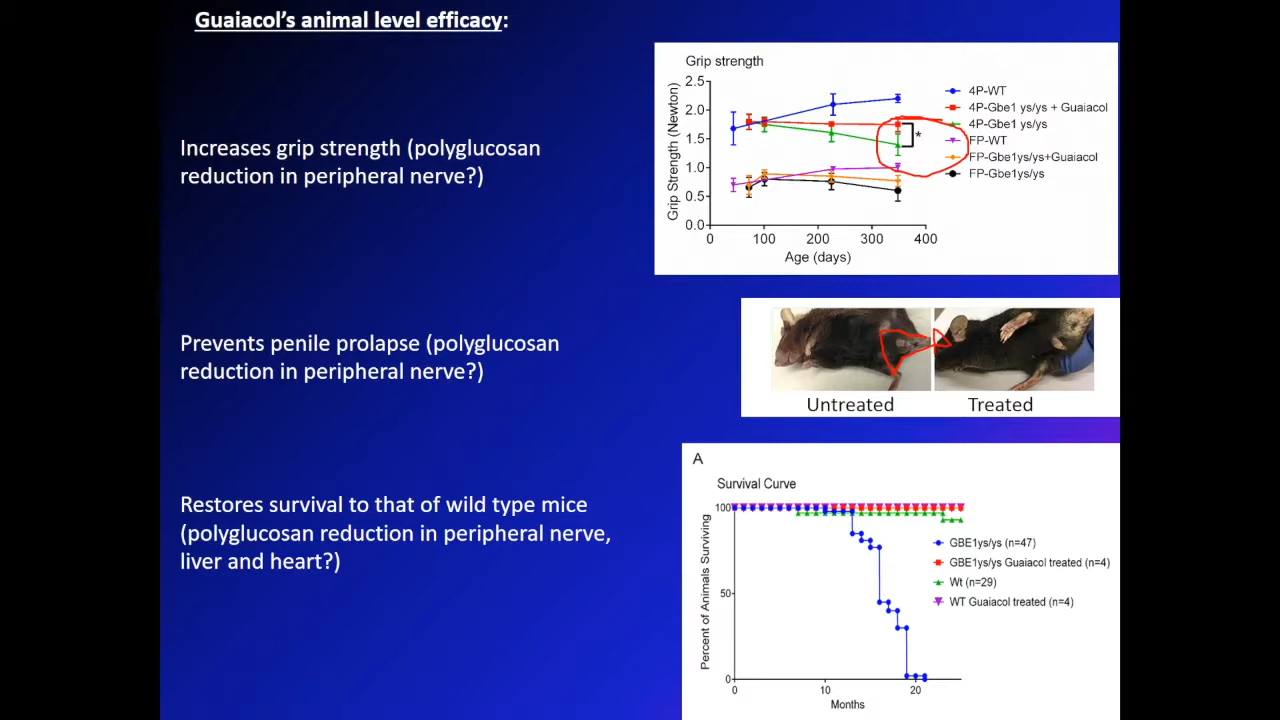 Guaiacol's animal level efficacy:
Increases grip strength (polyglucosan
reduction in peripheral nerve?)
Grip strength
Grip Strength (Newton)
2.5
2.0
1.5
1.0
0.5
0.0
0 100 200 300 400
Age (days)
*
4P-WT
4P-Gbe1 ys/ys + Guaiacol
4P-Gbe1 ys/ys
FP-WT
FP-Gbe1ys/ys+Guaiacol
FP-Gbe1ys/ys
Prevents penile prolapse (polyglucosan
reduction in peripheral nerve?)
Untreated Treated
Restores survival to that of wild type mice
(polyglucosan reduction in peripheral nerve,
liver and heart?)
A
Survival Curve
Percent of Animals Surviving
100
50
0
0 10 20
Months
GBE1ys/ys (n=47)
GBE1ys/ys Guaiacol treated (n=4)
Wt (n=29)
WT Guaiacol treated (n=4)